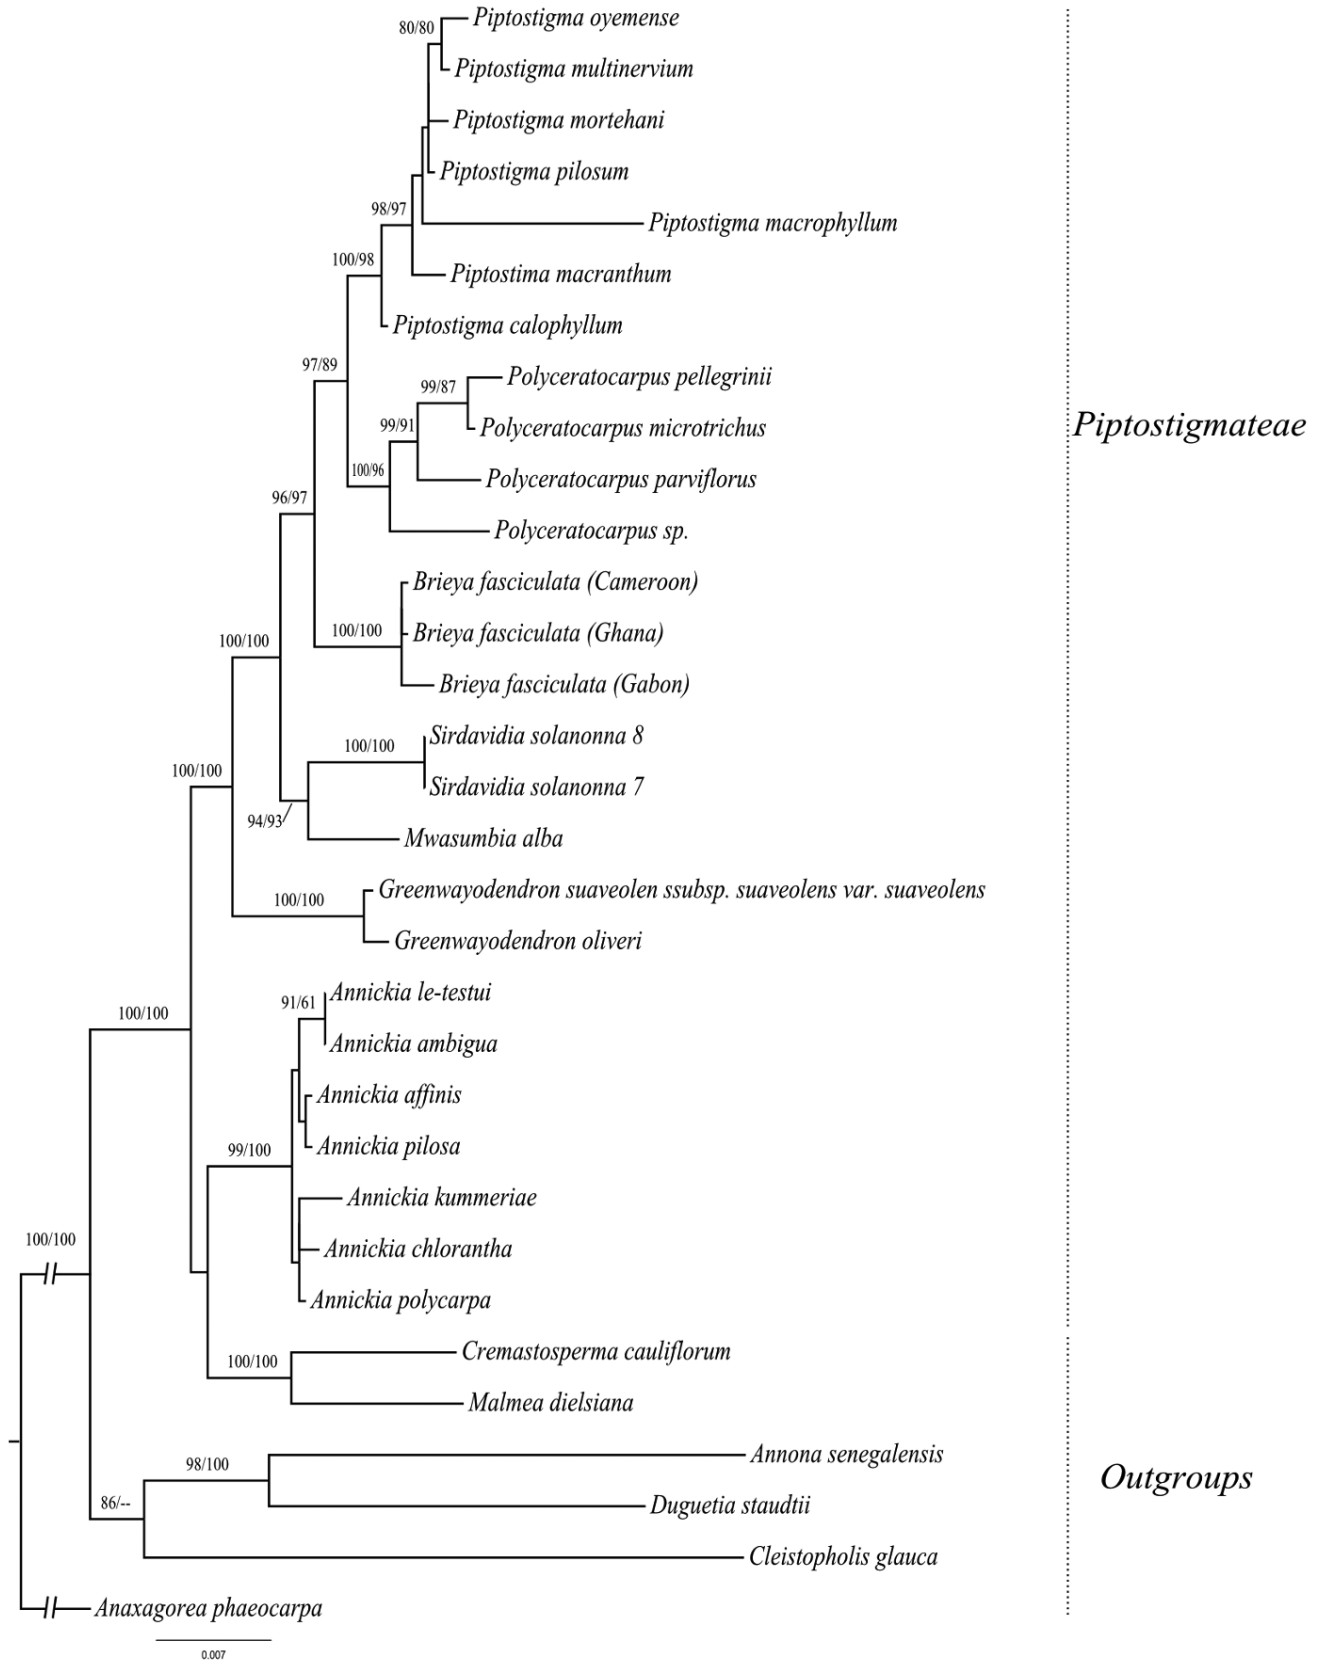 80/80
Piptostigma oyemense
Piptostigma multinervium
Piptostigma mortehani
Piptostigma pilosum
98/97
Piptostigma macrophyllum
100/98
Piptostima macranthum
Piptostigma calophyllum
97/89
99/87
Polyceratocarpus pellegrinii
99/91
Polyceratocarpus microtrichus
Piptostigmateae
100/96
Polyceratocarpus parviflorus
96/97
Polyceratocarpus sp.
Brieya fasciculata (Cameroon)
100/100
Brieya fasciculata (Ghana)
100/100
Brieya fasciculata (Gabon)
Sirdavidia solanonna 8
100/100
100/100
Sirdavidia solanonna 7
94/93
Mwasumbia alba
Greenwayodendron suaveolen ssubsp. suaveolens var. suaveolens
100/100
Greenwayodendron oliveri
Annickia le-testui
91/61
100/100
Annickia ambigua
Annickia affinis
Annickia pilosa
99/100
Annickia kummeriae
100/100
Annickia chlorantha
Annickia polycarpa
Cremastosperma cauliflorum
100/100
Malmea dielsiana
Annona senegalensis
98/100
Outgroups
86/--
Duguetia staudtii
Cleistopholis glauca
Anaxagorea phaeocarpa
0.007